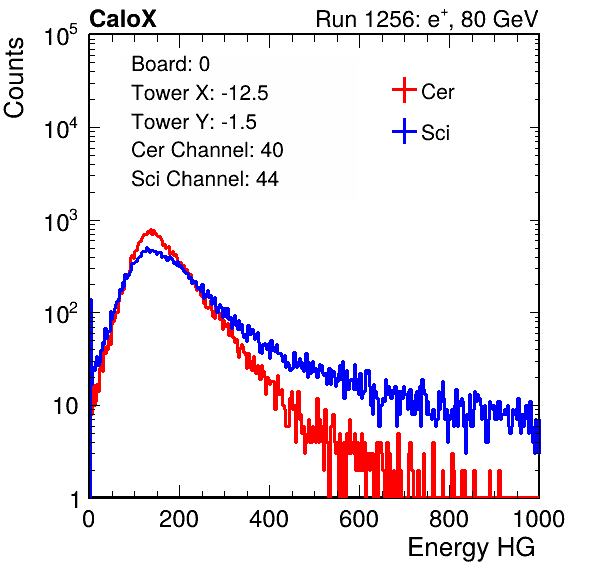 CaloX Run 1256: e+, 80 GeV
Counts
Board: 0
Tower X: -12.5
Tower Y: -1.5
Cer Channel: 40
Sci Channel: 44
Cer
Sci
10^5
10^4
10^3
10^2
10
1
0 200 400 600 800 1000
Energy HG